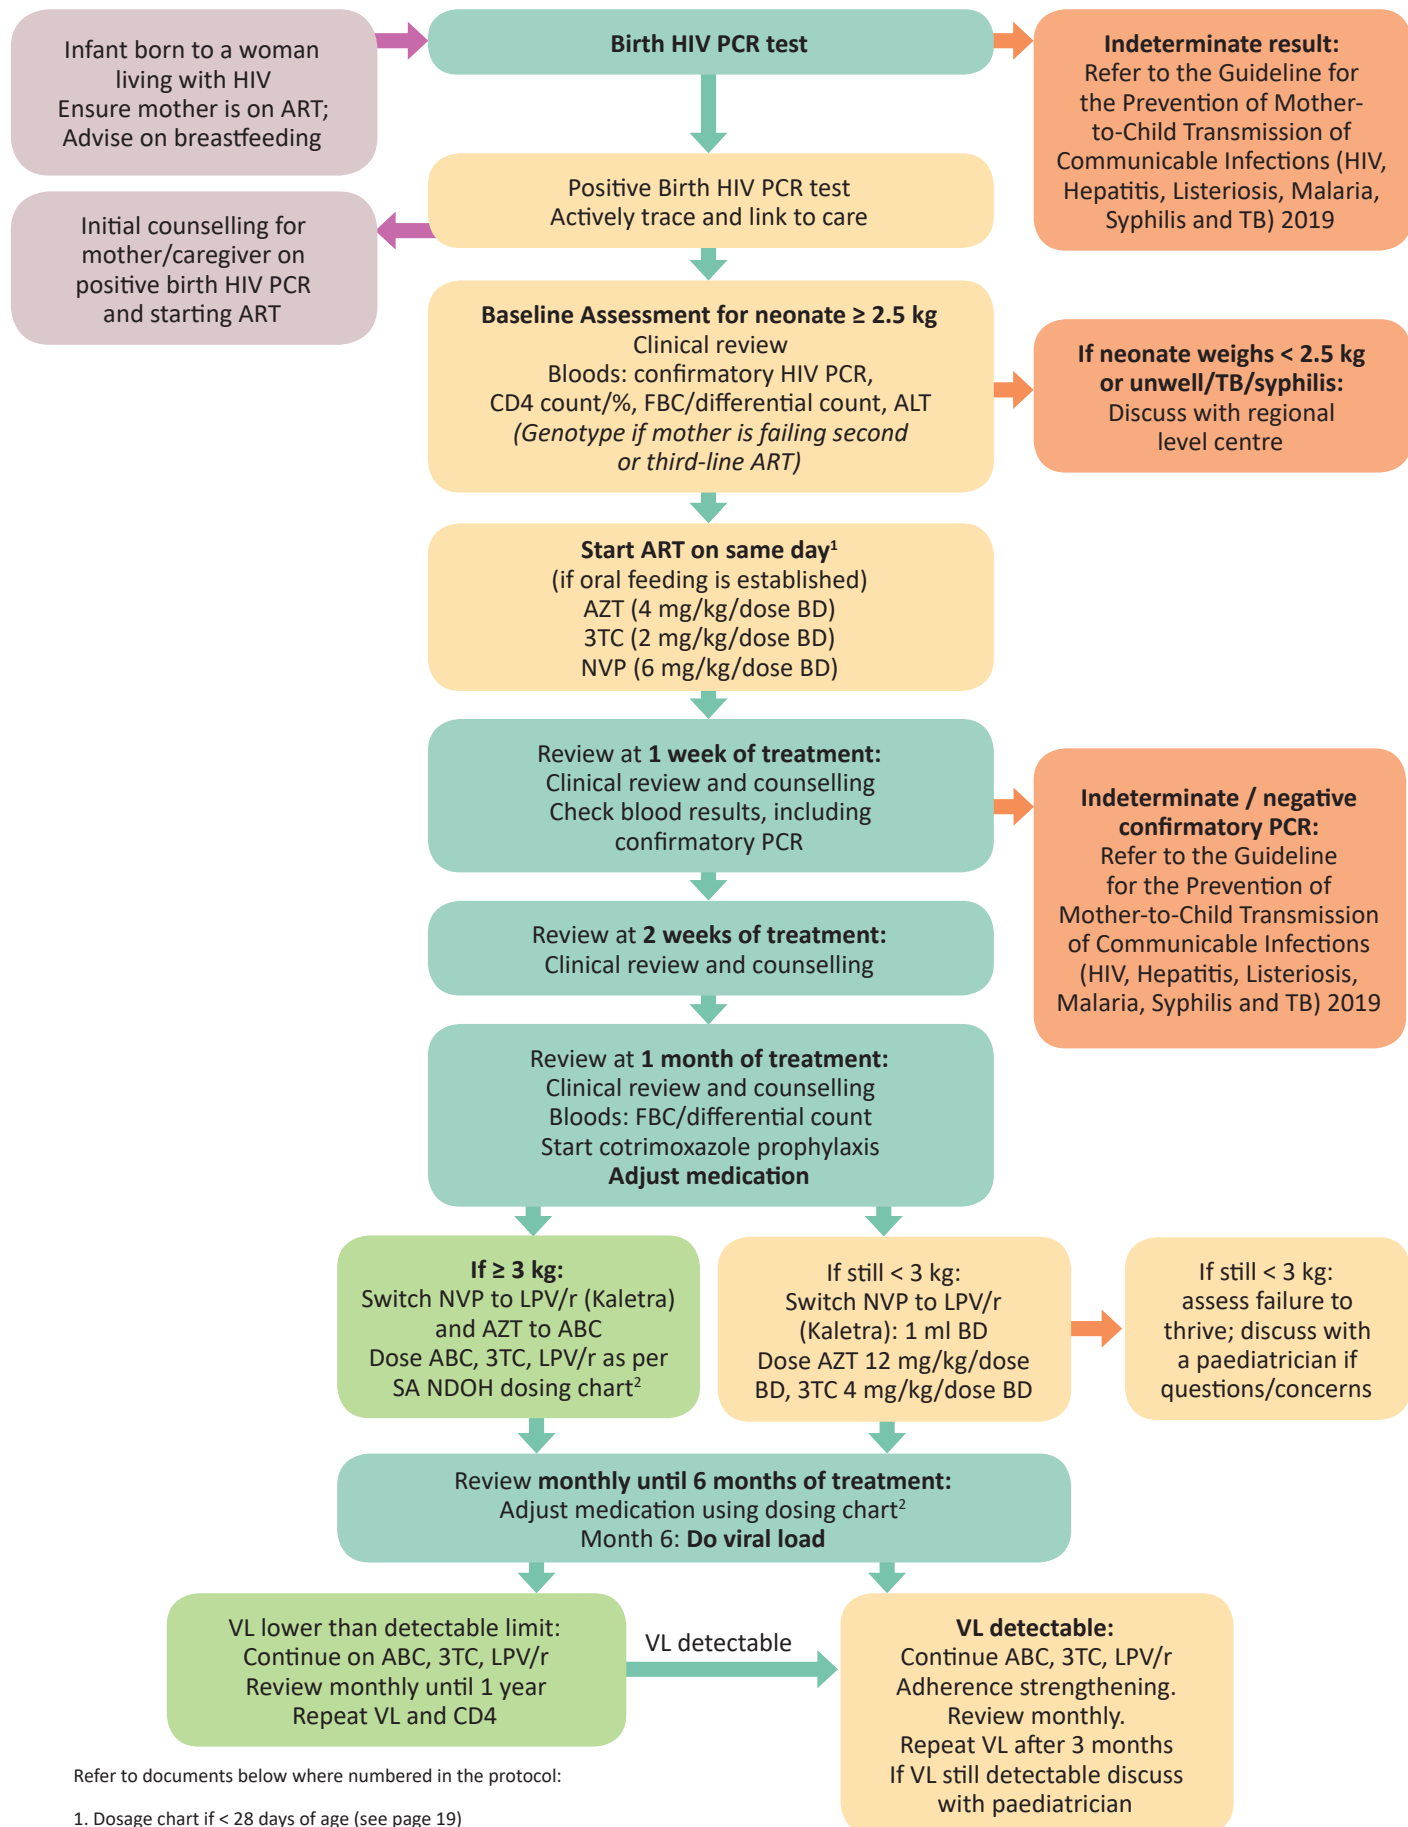 Infant born to a woman
living with HIV
Ensure mother is on ART;
Advise on breastfeeding
Birth HIV PCR test
Indeterminate result:
Refer to the Guideline for
the Prevention of Mother-
to-Child Transmission of
Communicable Infections (HIV,
Hepatitis, Listeriosis, Malaria,
Syphilis and TB) 2019
Positive Birth HIV PCR test
Actively trace and link to care
Initial counselling for
mother/caregiver on
positive birth HIV PCR
and starting ART
Baseline Assessment for neonate ≥ 2.5 kg
Clinical review
Bloods: confirmatory HIV PCR,
CD4 count/%, FBC/differential count, ALT
(Genotype if mother is failing second
or third-line ART)
If neonate weighs < 2.5 kg
or unwell/TB/syphilis:
Discuss with regional
level centre
Start ART on same day¹
(if oral feeding is established)
AZT (4 mg/kg/dose BD)
3TC (2 mg/kg/dose BD)
NVP (6 mg/kg/dose BD)
Review at 1 week of treatment:
Clinical review and counselling
Check blood results, including
confirmatory PCR
Indeterminate / negative
confirmatory PCR:
Refer to the Guideline
for the Prevention of
Mother-to-Child Transmission
of Communicable Infections
(HIV, Hepatitis, Listeriosis,
Malaria, Syphilis and TB) 2019
Review at 2 weeks of treatment:
Clinical review and counselling
Review at 1 month of treatment:
Clinical review and counselling
Bloods: FBC/differential count
Start cotrimoxazole prophylaxis
Adjust medication
If ≥ 3 kg:
Switch NVP to LPV/r (Kaletra)
and AZT to ABC
Dose ABC, 3TC, LPV/r as per
SA NDOH dosing chart²
If still < 3 kg:
Switch NVP to LPV/r
(Kaletra): 1 ml BD
Dose AZT 12 mg/kg/dose
BD, 3TC 4 mg/kg/dose BD
If still < 3 kg:
assess failure to
thrive; discuss with
a paediatrician if
questions/concerns
Review monthly until 6 months of treatment:
Adjust medication using dosing chart²
Month 6: Do viral load
VL lower than detectable limit:
Continue on ABC, 3TC, LPV/r
Review monthly until 1 year
Repeat VL and CD4
VL detectable
VL detectable:
Continue ABC, 3TC, LPV/r
Adherence strengthening.
Review monthly.
Repeat VL after 3 months
If VL still detectable discuss
with paediatrician
Refer to documents below where numbered in the protocol:
1. Dosage chart if < 28 days of age (see page 19)